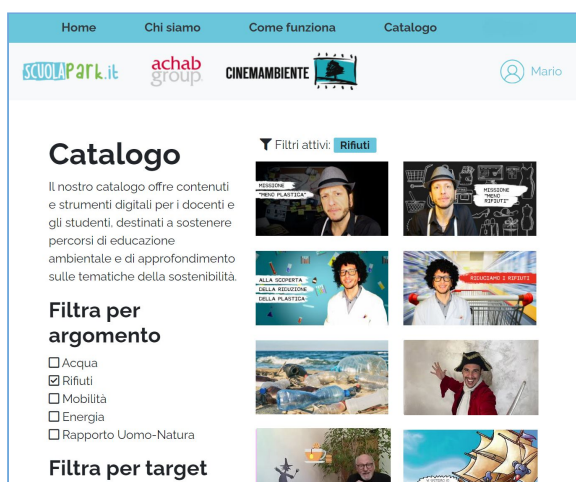 Home Chi siamo Come funziona Catalogo
SCUOLAPark.it
achab
group
CINEMAMBIENTE
Mario
Catalogo
Il nostro catalogo offre contenuti
e strumenti digitali per i docenti e
gli studenti, destinati a sostenere
percorsi di educazione
ambientale e di approfondimento
sulle tematiche della sostenibilità.
Filtra per
argomento
Acqua
Rifiuti
Mobilità
Energia
Rapporto Uomo-Natura
Filtra per target
Filtri attivi: Rifiuti
MISSIONE
"MENO PLASTICA"
MISSIONE
"MENO
RIFIUTI"
ALLA SCOPERTA
DELLA RIDUZIONE
DELLA PLASTICA
RIDUCIAMO I RIFIUTI